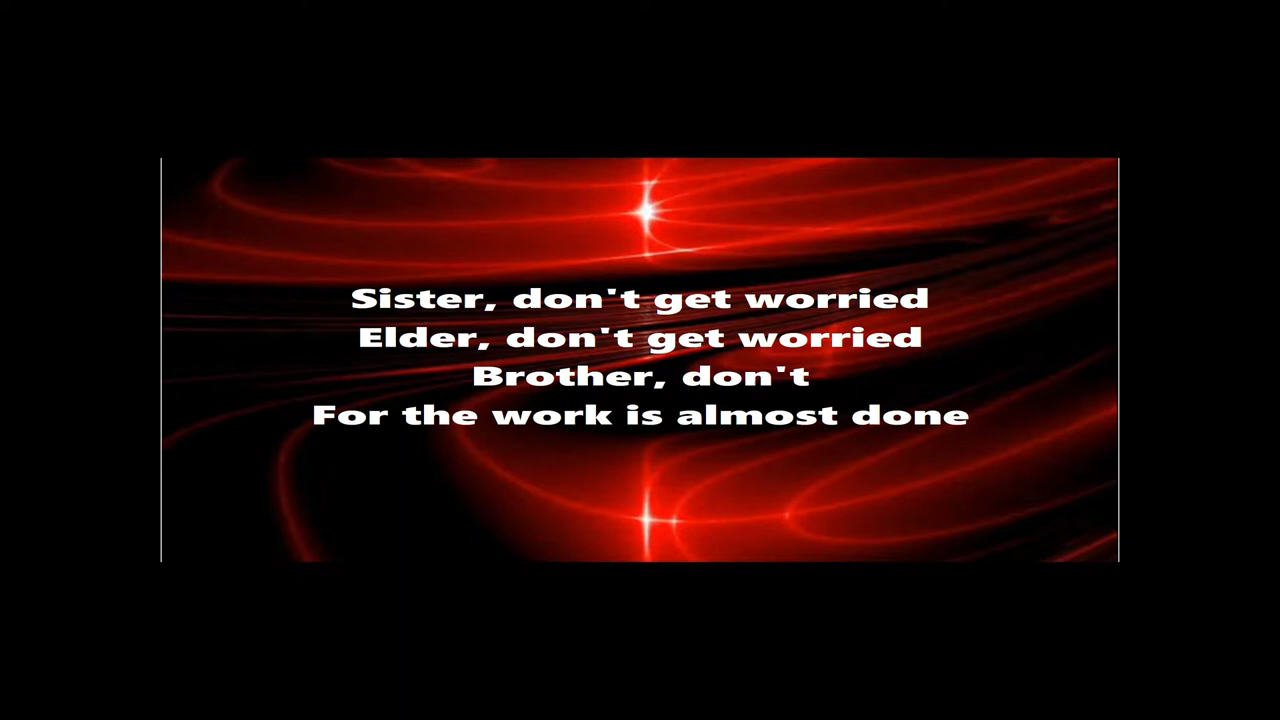 Sister, don't get worried
Elder, don't get worried
Brother, don't
For the work is almost done